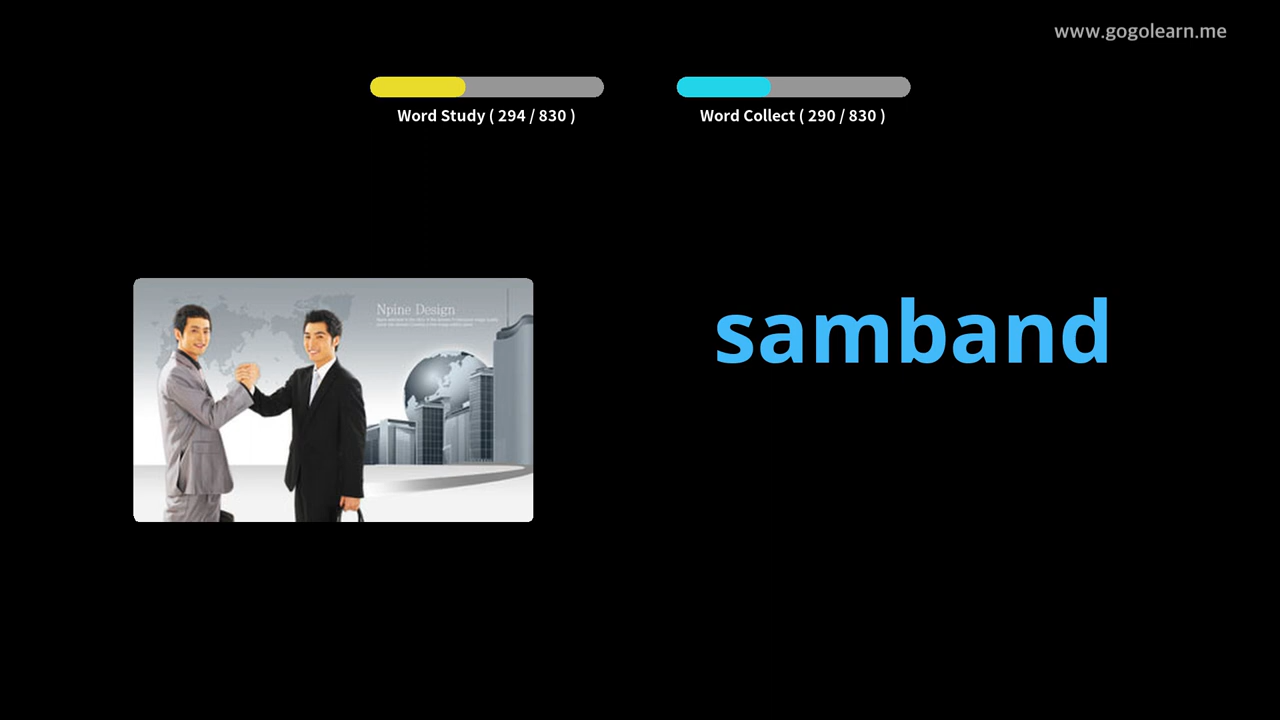 www.gogolearn.me
Word Study ( 294 / 830 )
Word Collect ( 290 / 830 )
Npine Design
samband